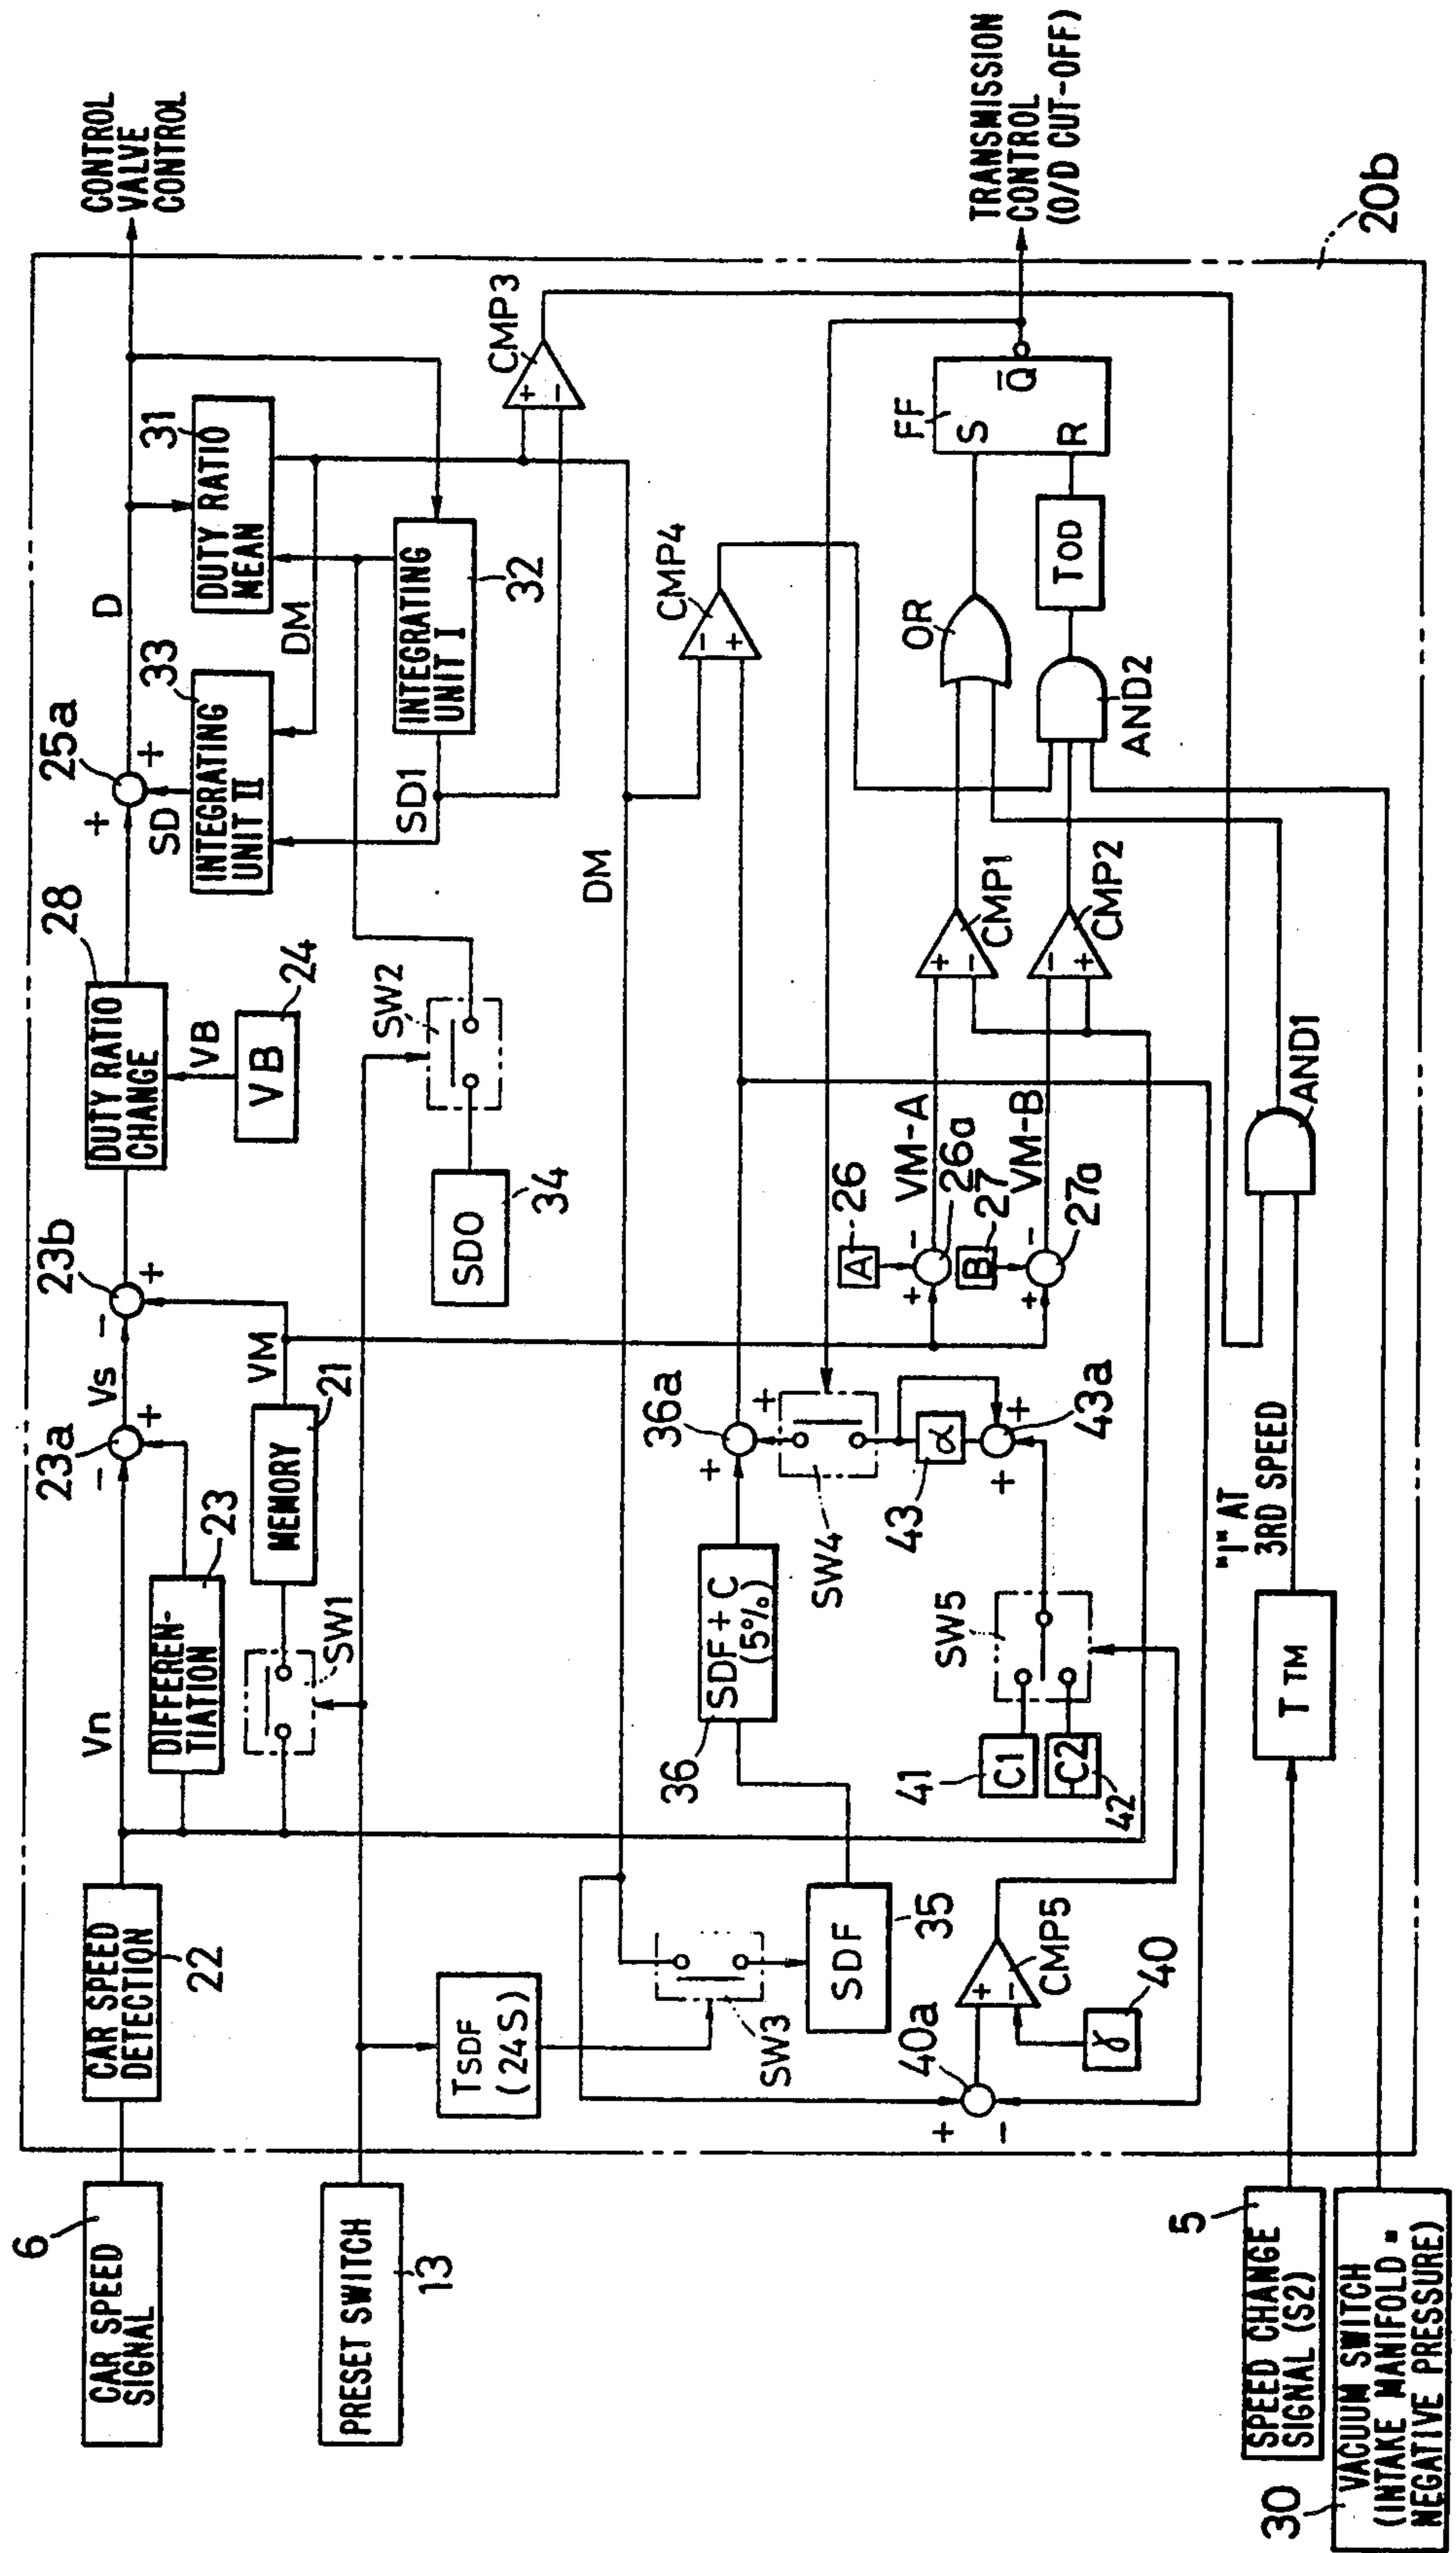 6
CAR SPEED
SIGNAL
CAR SPEED
DETECTION
22
Vn
DIFFEREN-
TIATION
23
23a
−
+
Vs
23b
−
+
VM
MEMORY
21
SW1
DUTY RATIO
CHANGE
28
VB
VB
24
25a
+
+
SD
D
INTEGRATING
UNIT II
33
DUTY RATIO
MEAN
31
DM
CONTROL
VALVE
CONTROL
PRESET SWITCH
13
TSDF
(24S)
SW3
SDO
34
SW2
SD1
INTEGRATING
UNIT I
32
+
−
CMP3
DM
SDF
35
SDF+C
(5%)
36
36a
+
+
SW4
α
43
43a
+
+
−
+
CMP4
40a
+
−
+
−
CMP5
γ
40
C1
41
C2
42
SW5
A
26
26a
+
−
VM-A
B
27
27a
+
−
VM-B
+
−
CMP1
−
+
CMP2
OR
AND2
TOD
FF
S
R
Q̅
TRANSMISSION
CONTROL
(O/D CUT-OFF)
5
SPEED CHANGE
SIGNAL (S2)
TTM
"1" AT
3RD SPEED
AND1
20b
30
VACUUM SWITCH
(INTAKE MANIFOLD =
NEGATIVE PRESSURE)